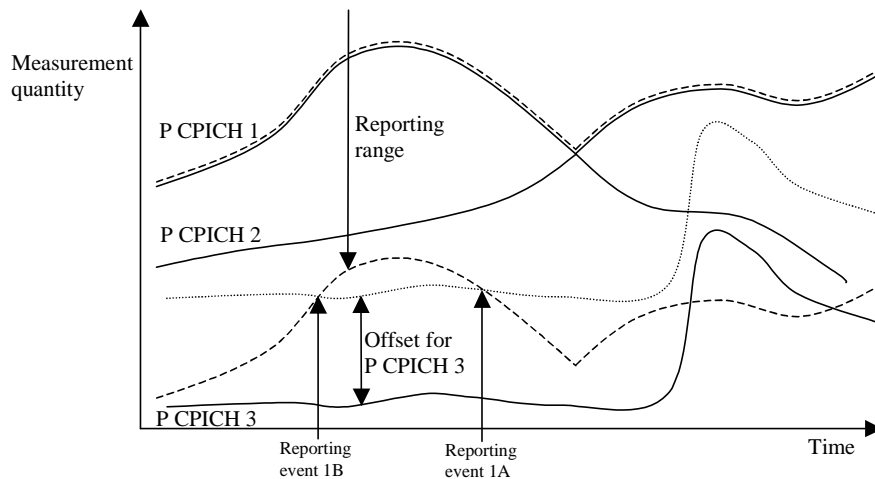 Measurement
quantity
P CPICH 1
Reporting
range
P CPICH 2
Offset for
P CPICH 3
P CPICH 3
Reporting
event 1B
Reporting
event 1A
Time